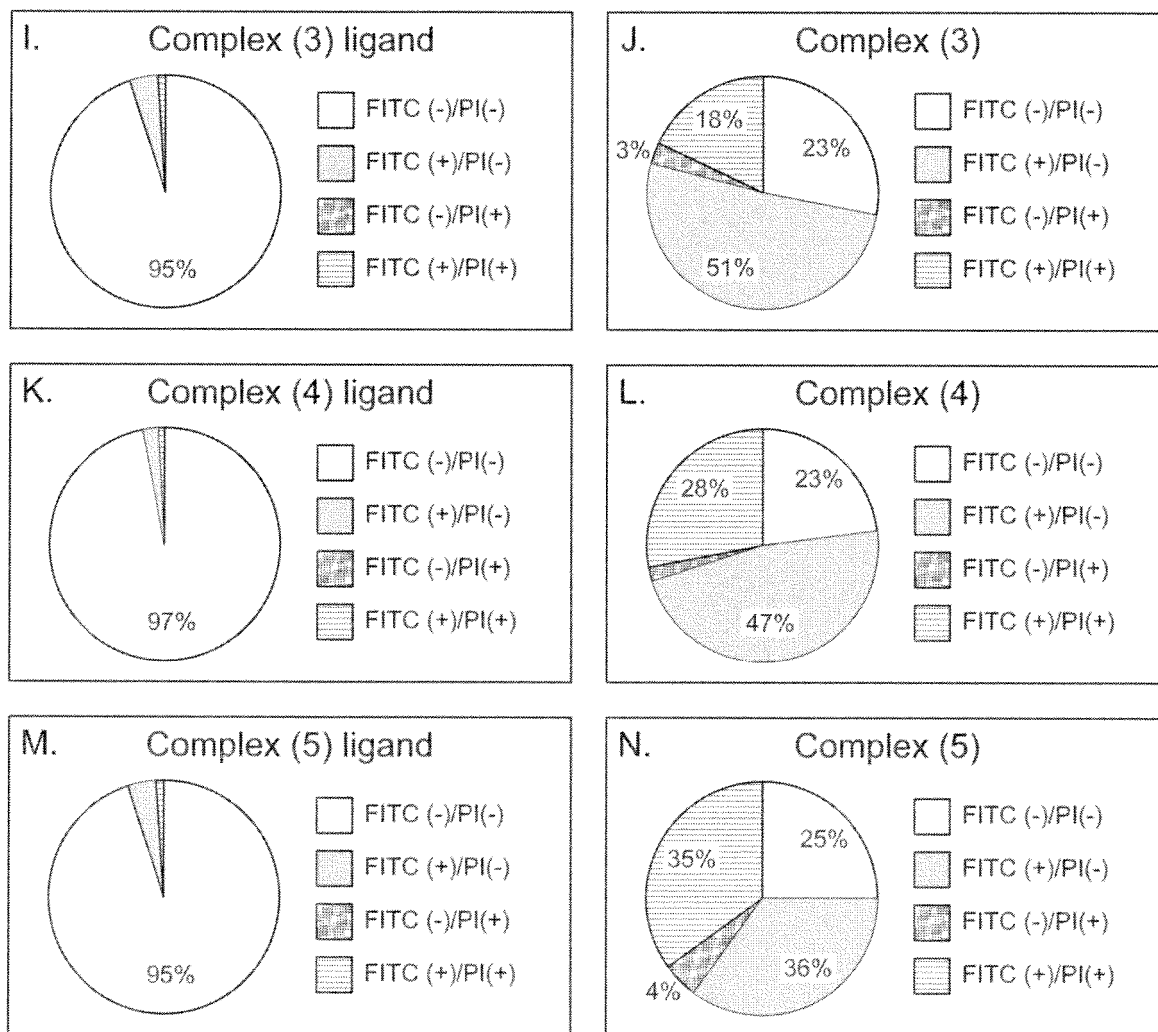 I. Complex (3) ligand
FITC (-)/PI(-)
FITC (+)/PI(-)
FITC (-)/PI(+)
FITC (+)/PI(+)
95%
J. Complex (3)
18%
23%
3%
51%
FITC (-)/PI(-)
FITC (+)/PI(-)
FITC (-)/PI(+)
FITC (+)/PI(+)
K. Complex (4) ligand
FITC (-)/PI(-)
FITC (+)/PI(-)
FITC (-)/PI(+)
FITC (+)/PI(+)
97%
L. Complex (4)
28%
23%
47%
FITC (-)/PI(-)
FITC (+)/PI(-)
FITC (-)/PI(+)
FITC (+)/PI(+)
M. Complex (5) ligand
FITC (-)/PI(-)
FITC (+)/PI(-)
FITC (-)/PI(+)
FITC (+)/PI(+)
95%
N. Complex (5)
25%
35%
36%
4%
FITC (-)/PI(-)
FITC (+)/PI(-)
FITC (-)/PI(+)
FITC (+)/PI(+)